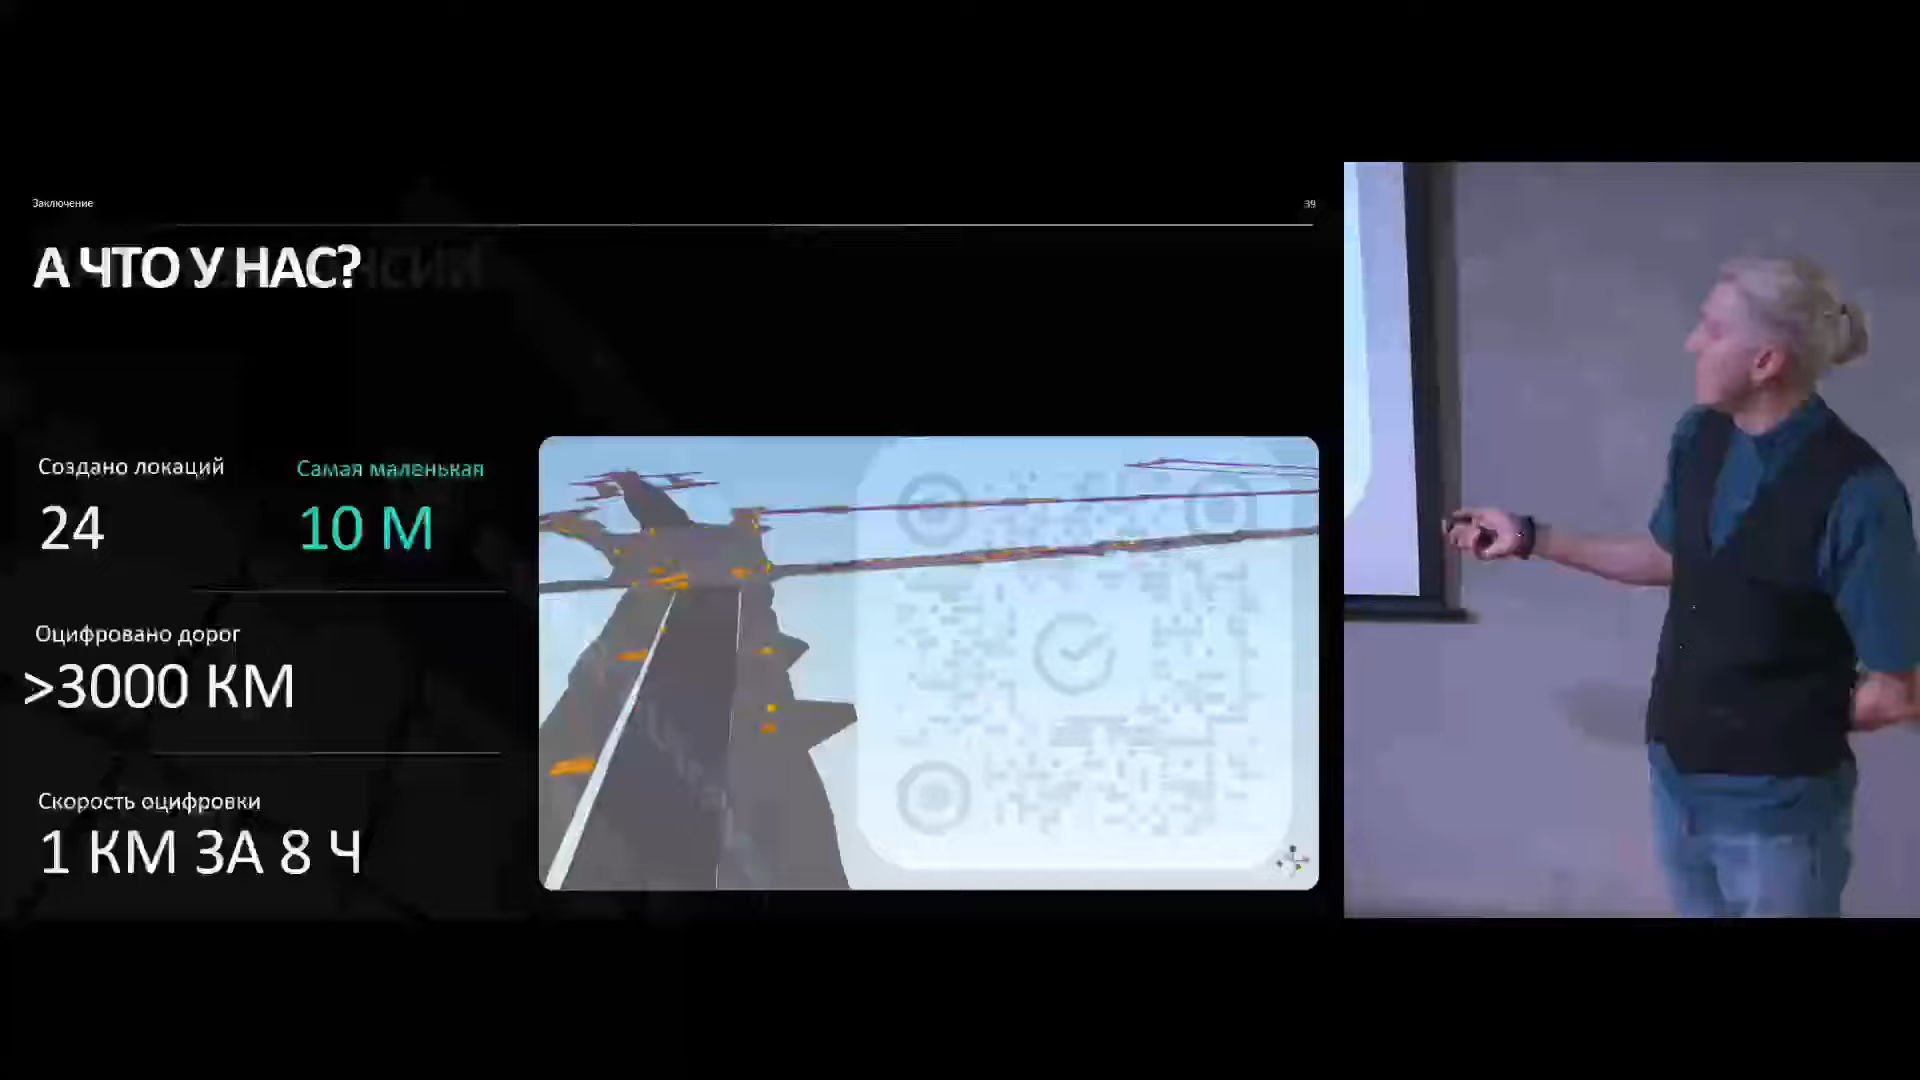 Заключение
39
А ЧТО У НАС?
Создано локаций
24
Самая маленькая
10 М
Оцифровано дорог
>3000 КМ
Скорость оцифровки
1 КМ ЗА 8 Ч